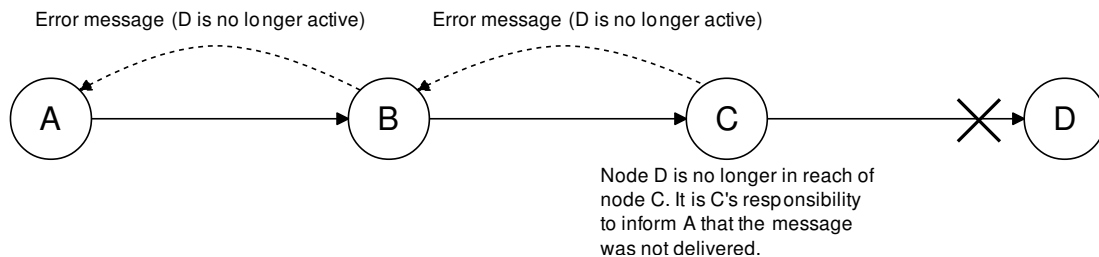 Error message (D is no longer active)
Error message (D is no longer active)
A
B
C
D
Node D is no longer in reach of
node C. It is C's responsibility
to inform A that the message
was not delivered.